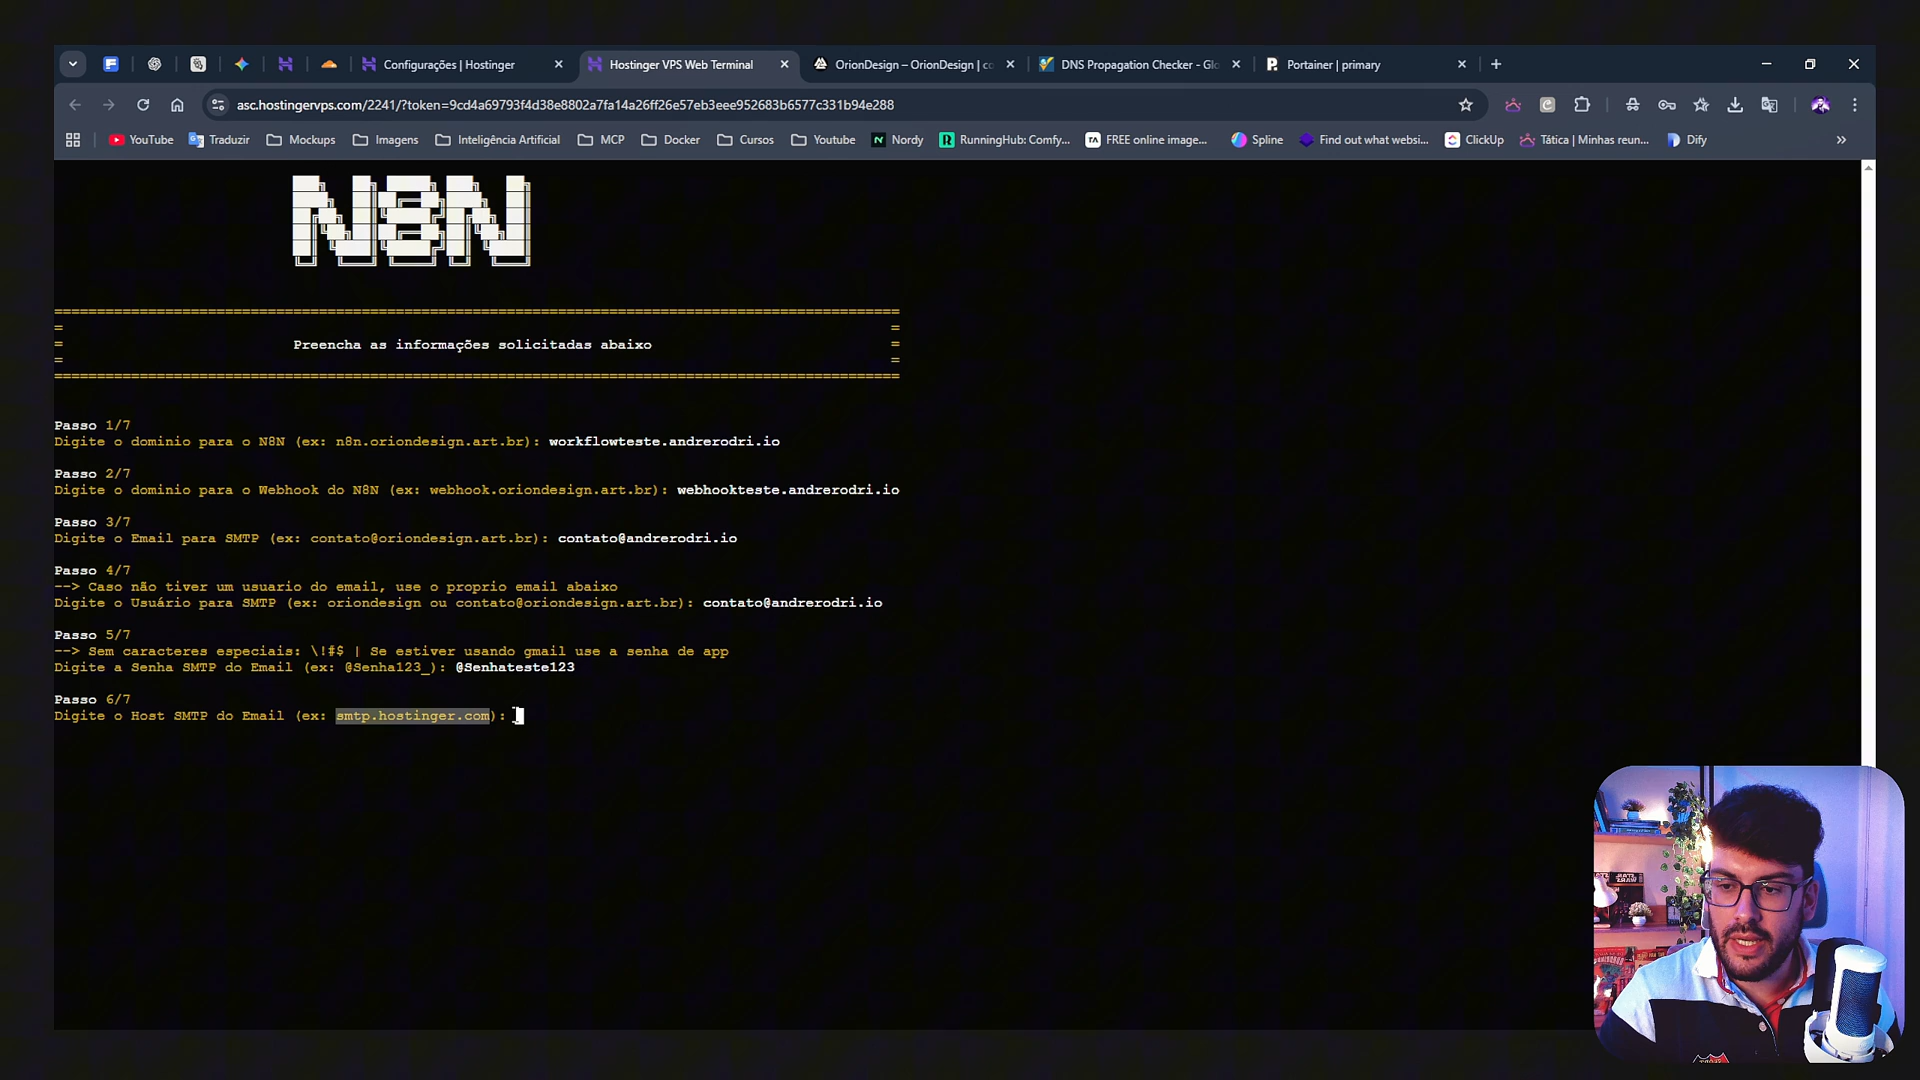 Configurações | Hostinger
Hostinger VPS Web Terminal
OrionDesign – OrionDesign | co
DNS Propagation Checker - Glo
Portainer | primary
asc.hostingervps.com/2241/?token=9cd4a69793f4d38e8802a7fa14a26ff26e57eb3eee952683b6577c331b94e288
YouTube
Traduzir
Mockups
Imagens
Inteligência Artificial
MCP
Docker
Cursos
Youtube
Nordy
RunningHub: Comfy...
FREE online image...
Spline
Find out what websi...
ClickUp
Tática | Minhas reun...
Dify
N8N
Preencha as informações solicitadas abaixo
Passo 1/7
Digite o dominio para o N8N (ex: n8n.oriondesign.art.br): workflowteste.andrerodri.io
Passo 2/7
Digite o dominio para o Webhook do N8N (ex: webhook.oriondesign.art.br): webhookteste.andrerodri.io
Passo 3/7
Digite o Email para SMTP (ex: contato@oriondesign.art.br): contato@andrerodri.io
Passo 4/7
--> Caso não tiver um usuario do email, use o proprio email abaixo
Digite o Usuário para SMTP (ex: oriondesign ou contato@oriondesign.art.br): contato@andrerodri.io
Passo 5/7
--> Sem caracteres especiais: \!#$ | Se estiver usando gmail use a senha de app
Digite a Senha SMTP do Email (ex: @Senha123_): @Senhateste123
Passo 6/7
Digite o Host SMTP do Email (ex: smtp.hostinger.com):